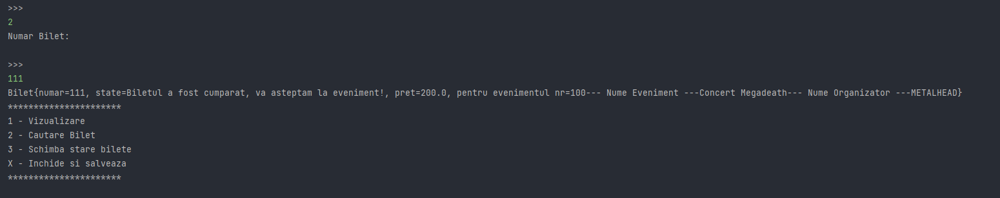 >>>
2
Numar Bilet:
>>>
111
Bilet{numar=111, state=Biletul a fost cumparat, va asteptam la eveniment!, pret=200.0, pentru evenimentul nr=100--- Nume Eveniment ---Concert Megadeath--- Nume Organizator ---METALHEAD}
**********************
1 - Vizualizare
2 - Cautare Bilet
3 - Schimba stare bilete
X - Inchide si salveaza
**********************